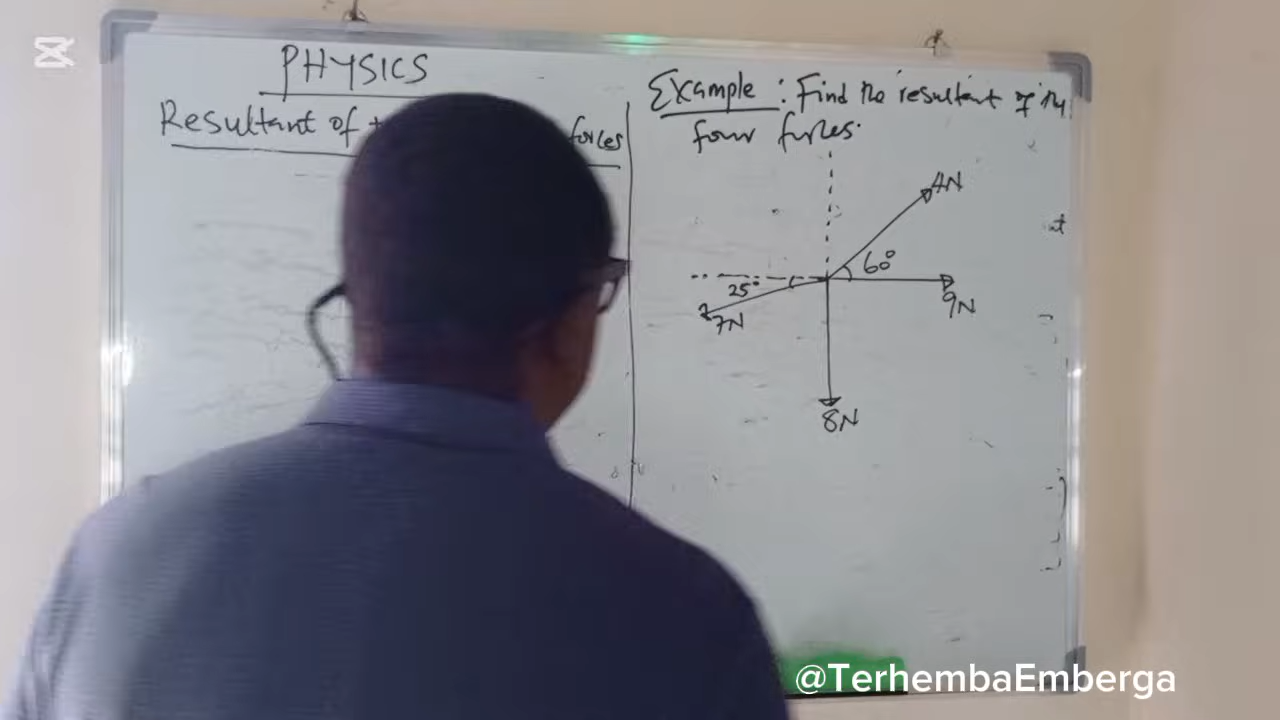 PHYSICS
Resultant of
forces
Example: Find the resultant of the
four forces.
4N
60°
25°
9N
7N
8N
@TerhembaEmberga